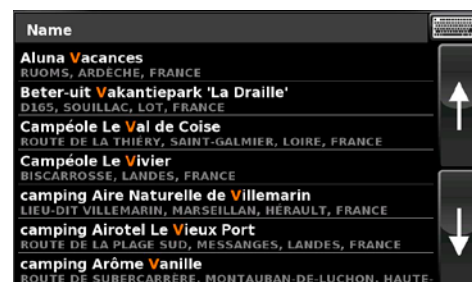 Name
Aluna Vacances
RUOMS, ARDÈCHE, FRANCE
Beter-uit Vakantiepark 'La Draille'
D165, SOUILLAC, LOT, FRANCE
Campéole Le Val de Coise
ROUTE DE LA THIÉRY, SAINT-GALMIER, LOIRE, FRANCE
Campéole Le Vivier
BISCARROSSE, LANDES, FRANCE
camping Aire Naturelle de Villemarin
LIEU-DIT VILLEMARIN, MARSEILLAN, HÉRAULT, FRANCE
camping Airotel Le Vieux Port
ROUTE DE LA PLAGE SUD, MESSANGES, LANDES, FRANCE
camping Arôme Vanille
ROUTE DE SUBERCARRÈRE, MONTAUBAN-DE-LUCHON, HAUTE-